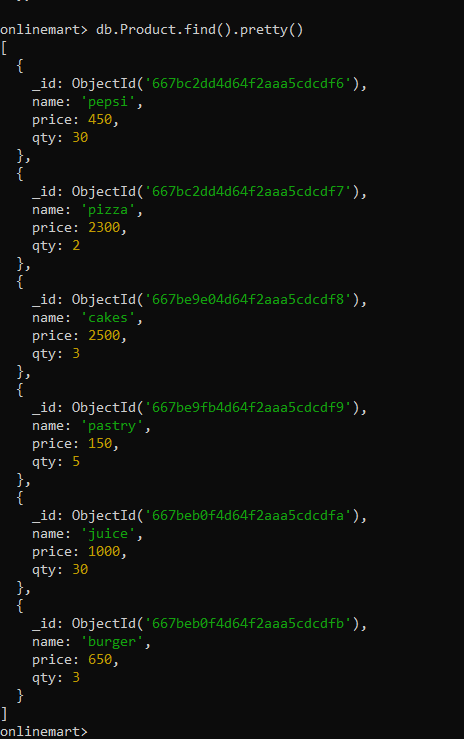 onlinemart> db.Product.find().pretty()
[
  {
    _id: ObjectId('667bc2dd4d64f2aaa5cdcdf6'),
    name: 'pepsi',
    price: 450,
    qty: 30
  },
  {
    _id: ObjectId('667bc2dd4d64f2aaa5cdcdf7'),
    name: 'pizza',
    price: 2300,
    qty: 2
  },
  {
    _id: ObjectId('667be9e04d64f2aaa5cdcdf8'),
    name: 'cakes',
    price: 2500,
    qty: 3
  },
  {
    _id: ObjectId('667be9fb4d64f2aaa5cdcdf9'),
    name: 'pastry',
    price: 150,
    qty: 5
  },
  {
    _id: ObjectId('667beb0f4d64f2aaa5cdcdfa'),
    name: 'juice',
    price: 1000,
    qty: 30
  },
  {
    _id: ObjectId('667beb0f4d64f2aaa5cdcdfb'),
    name: 'burger',
    price: 650,
    qty: 3
  }
]
onlinemart>